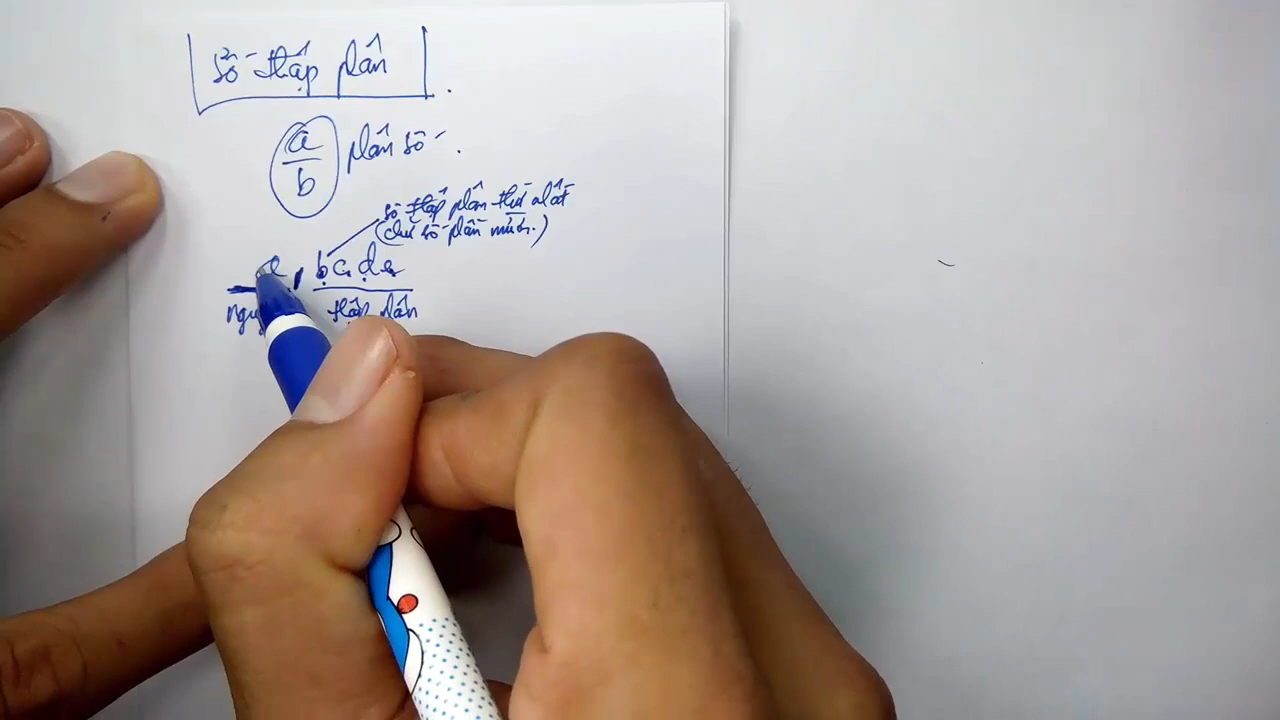 số thập phân
a
b
phân số.
số thập phân thứ nhất
(chữ số phần mười.)
a, bcde
thập phân